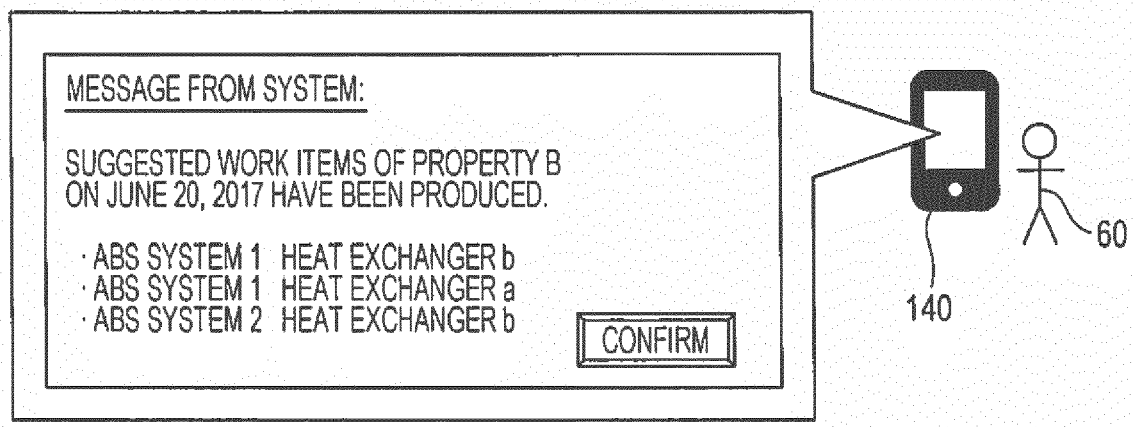 MESSAGE FROM SYSTEM:
SUGGESTED WORK ITEMS OF PROPERTY B
ON JUNE 20, 2017 HAVE BEEN PRODUCED.
· ABS SYSTEM 1 HEAT EXCHANGER b
· ABS SYSTEM 1 HEAT EXCHANGER a
· ABS SYSTEM 2 HEAT EXCHANGER b
CONFIRM
140
60